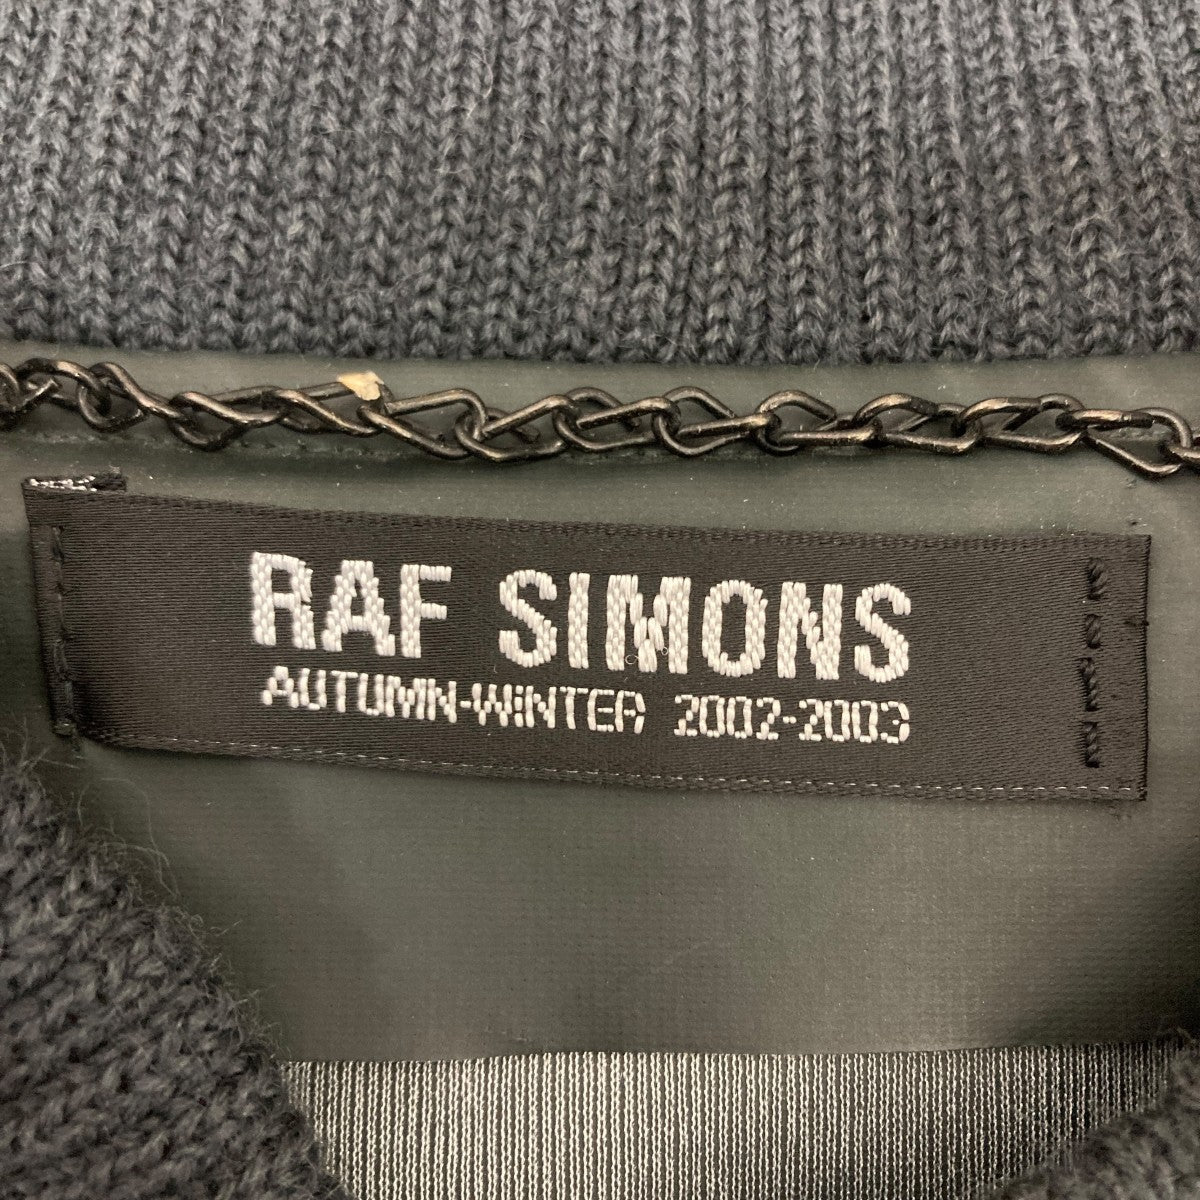 RAF SIMONS
AUTUMN-WINTER 2002-2003